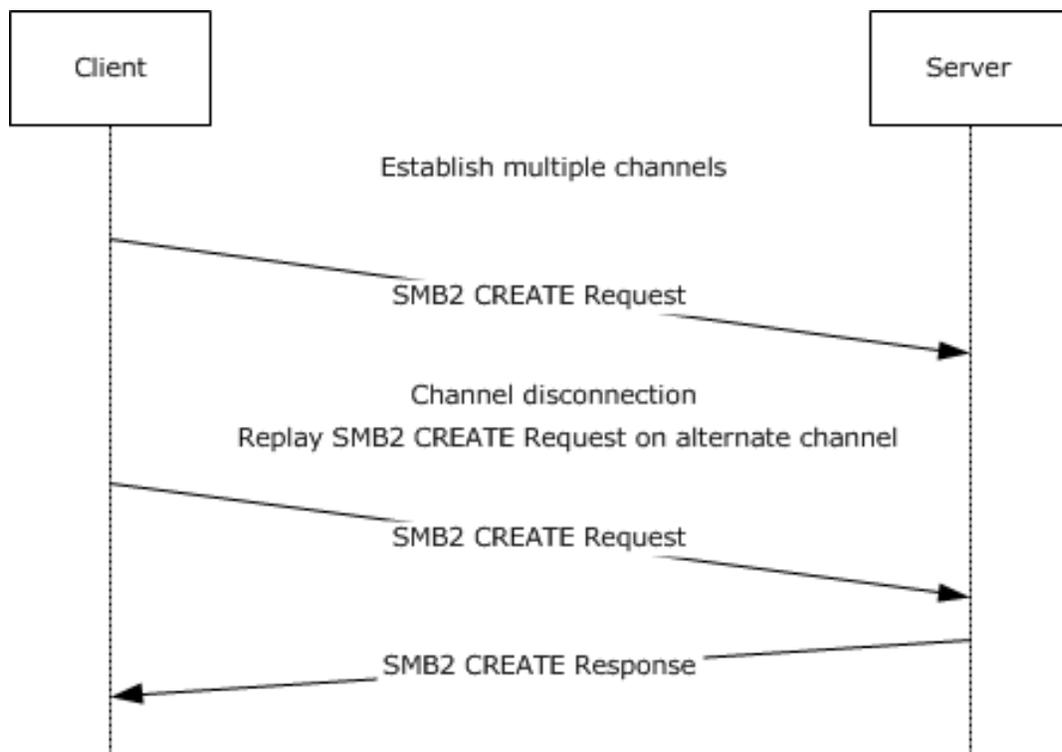 Client
Server
Establish multiple channels
SMB2 CREATE Request
Channel disconnection
Replay SMB2 CREATE Request on alternate channel
SMB2 CREATE Request
SMB2 CREATE Response